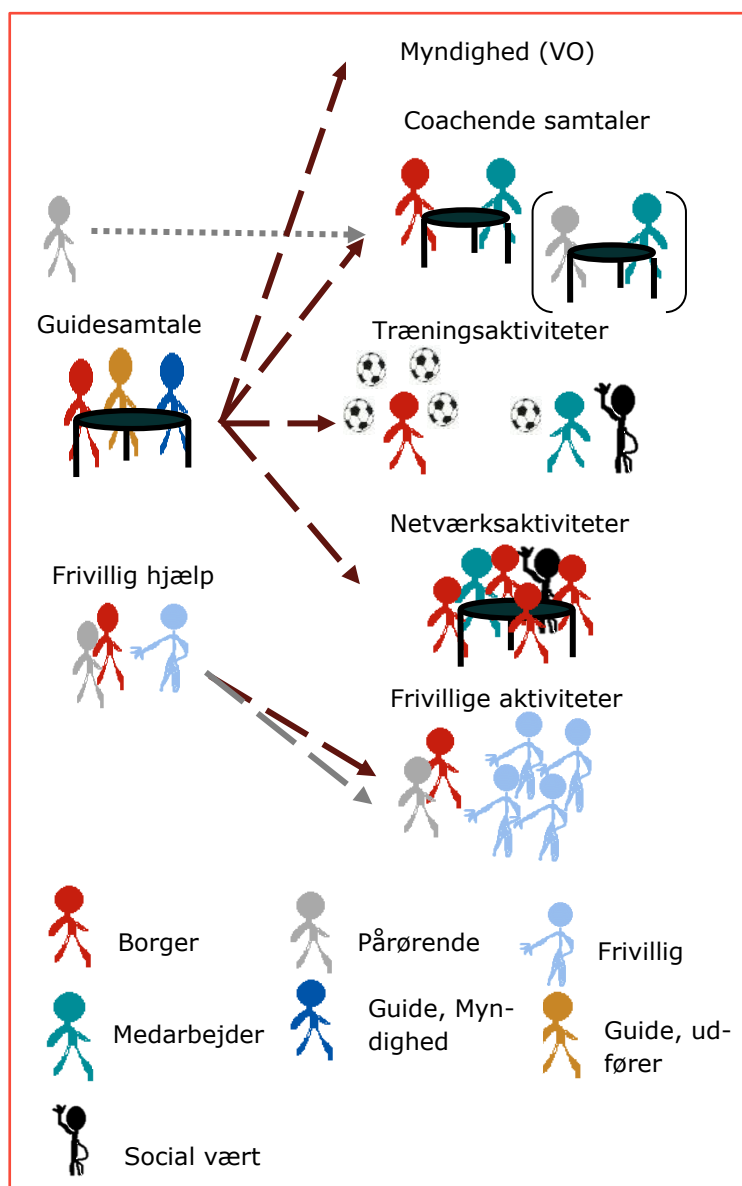 Myndighed (VO)
Coachende samtaler
Guidesamtale
Træningsaktiviteter
Netværksaktiviteter
Frivillig hjælp
Frivillige aktiviteter
Borger
Pårørende
Frivillig
Medarbejder
Guide, Myn-
dighed
Guide, ud-
fører
Social vært